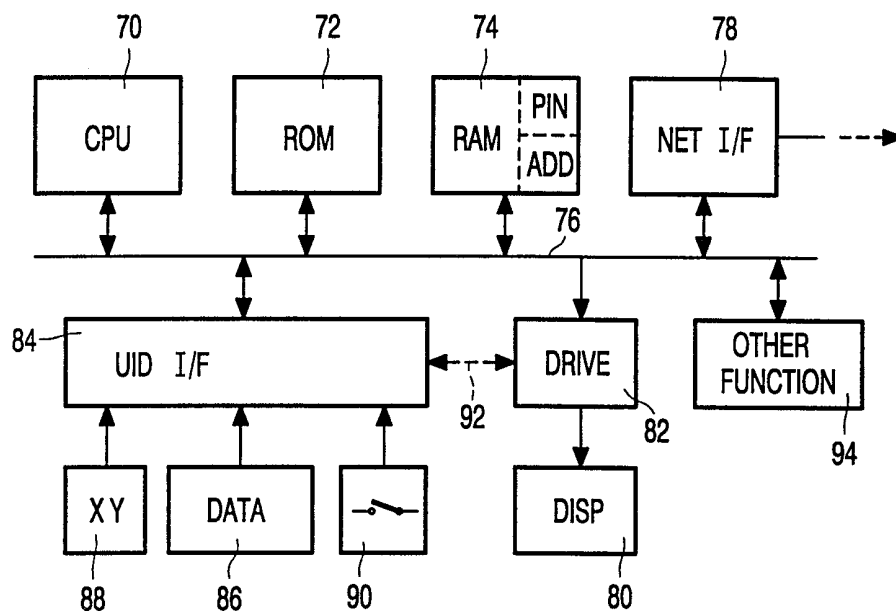 70 72 74 78
CPU ROM RAM PIN ADD NET I/F
76
84 UID I/F 92 DRIVE 82 OTHER FUNCTION 94
X Y DATA DISP
88 86 90 80